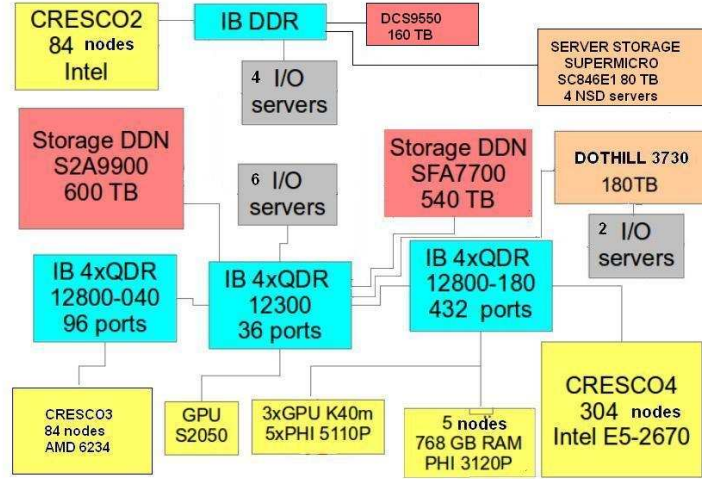 CRESCO2
84 nodes
Intel
IB DDR
DCS9550
160 TB
4 I/O
servers
SERVER STORAGE
SUPERMICRO
SC846E1 80 TB
4 NSD servers
Storage DDN
S2A9900
600 TB
6 I/O
servers
Storage DDN
SFA7700
540 TB
DOTHILL 3730
180TB
2 I/O
servers
IB 4xQDR
12800-040
96 ports
IB 4xQDR
12300
36 ports
IB 4xQDR
12800-180
432 ports
CRESCO3
84 nodes
AMD 6234
GPU
S2050
3xGPU K40m
5xPHI 5110P
5 nodes
768 GB RAM
PHI 3120P
CRESCO4
304 nodes
Intel E5-2670